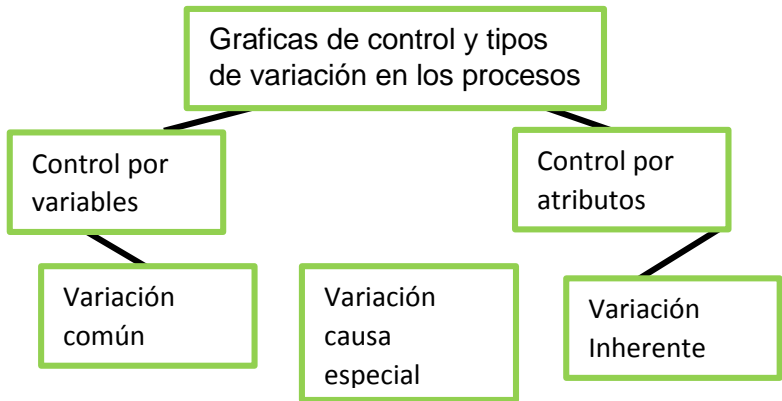 Graficas de control y tipos
de variación en los procesos
Control por
variables
Control por
atributos
Variación
común
Variación
causa
especial
Variación
Inherente